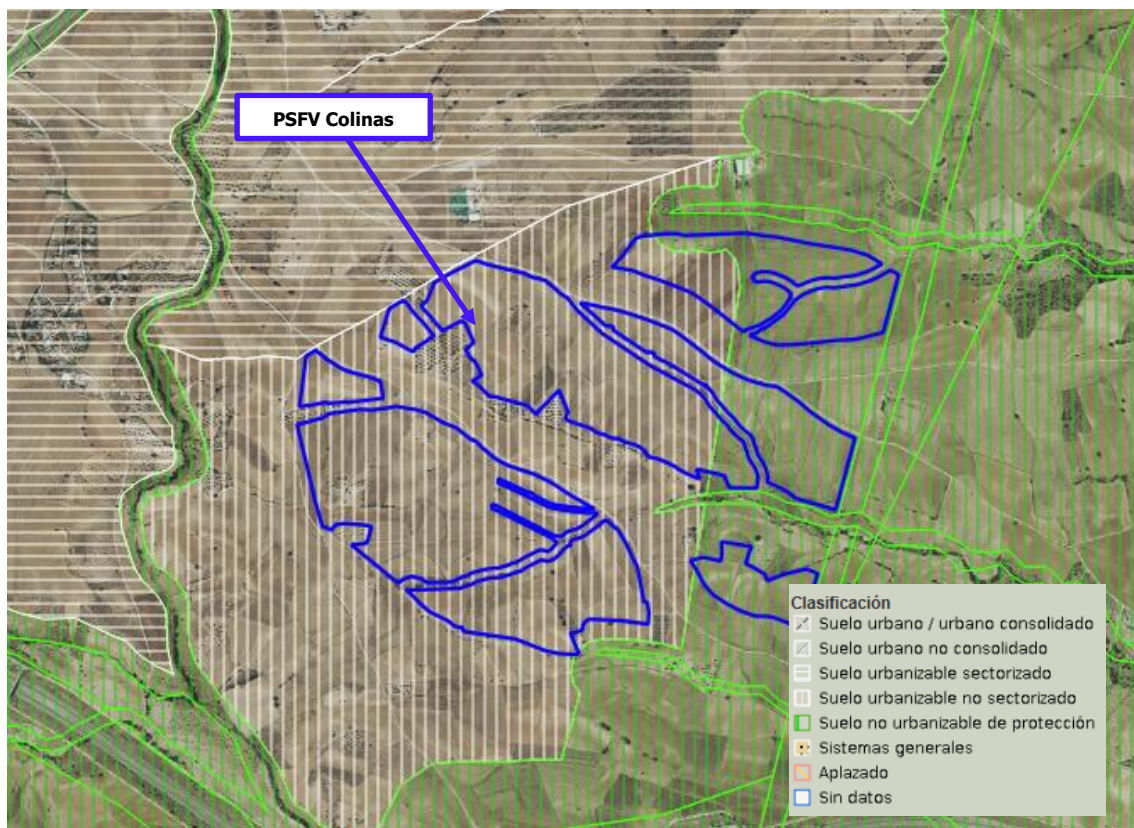 PSFV Colinas
Clasificación
Suelo urbano / urbano consolidado
Suelo urbano no consolidado
Suelo urbanizable sectorizado
Suelo urbanizable no sectorizado
Suelo no urbanizable de protección
Sistemas generales
Aplazado
Sin datos